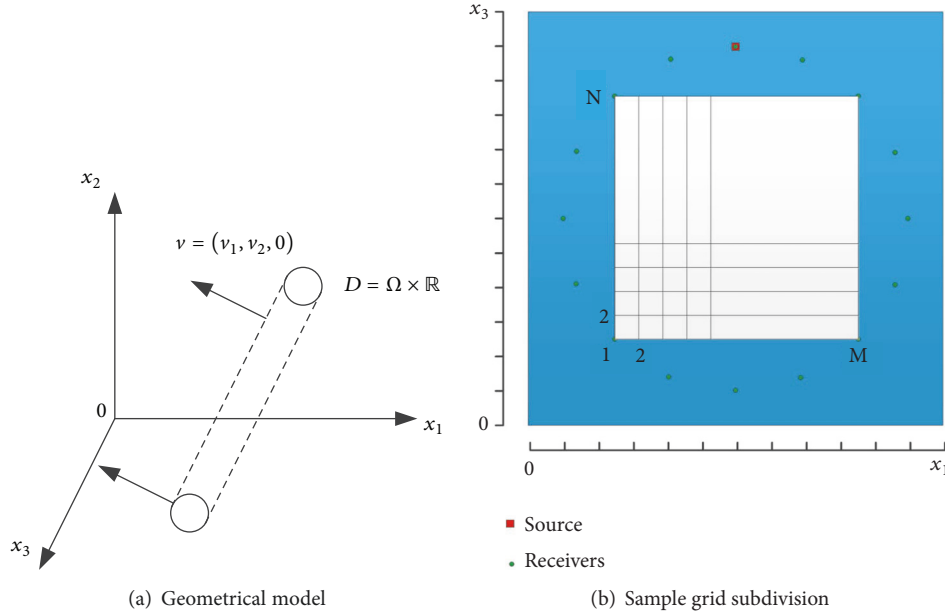 x₂
ν = (ν₁, ν₂, 0)
D = Ω × ℝ
0
x₁
x₃
(a) Geometrical model
x₃
N
2
1
2
M
0
0
x₁
Source
Receivers
(b) Sample grid subdivision